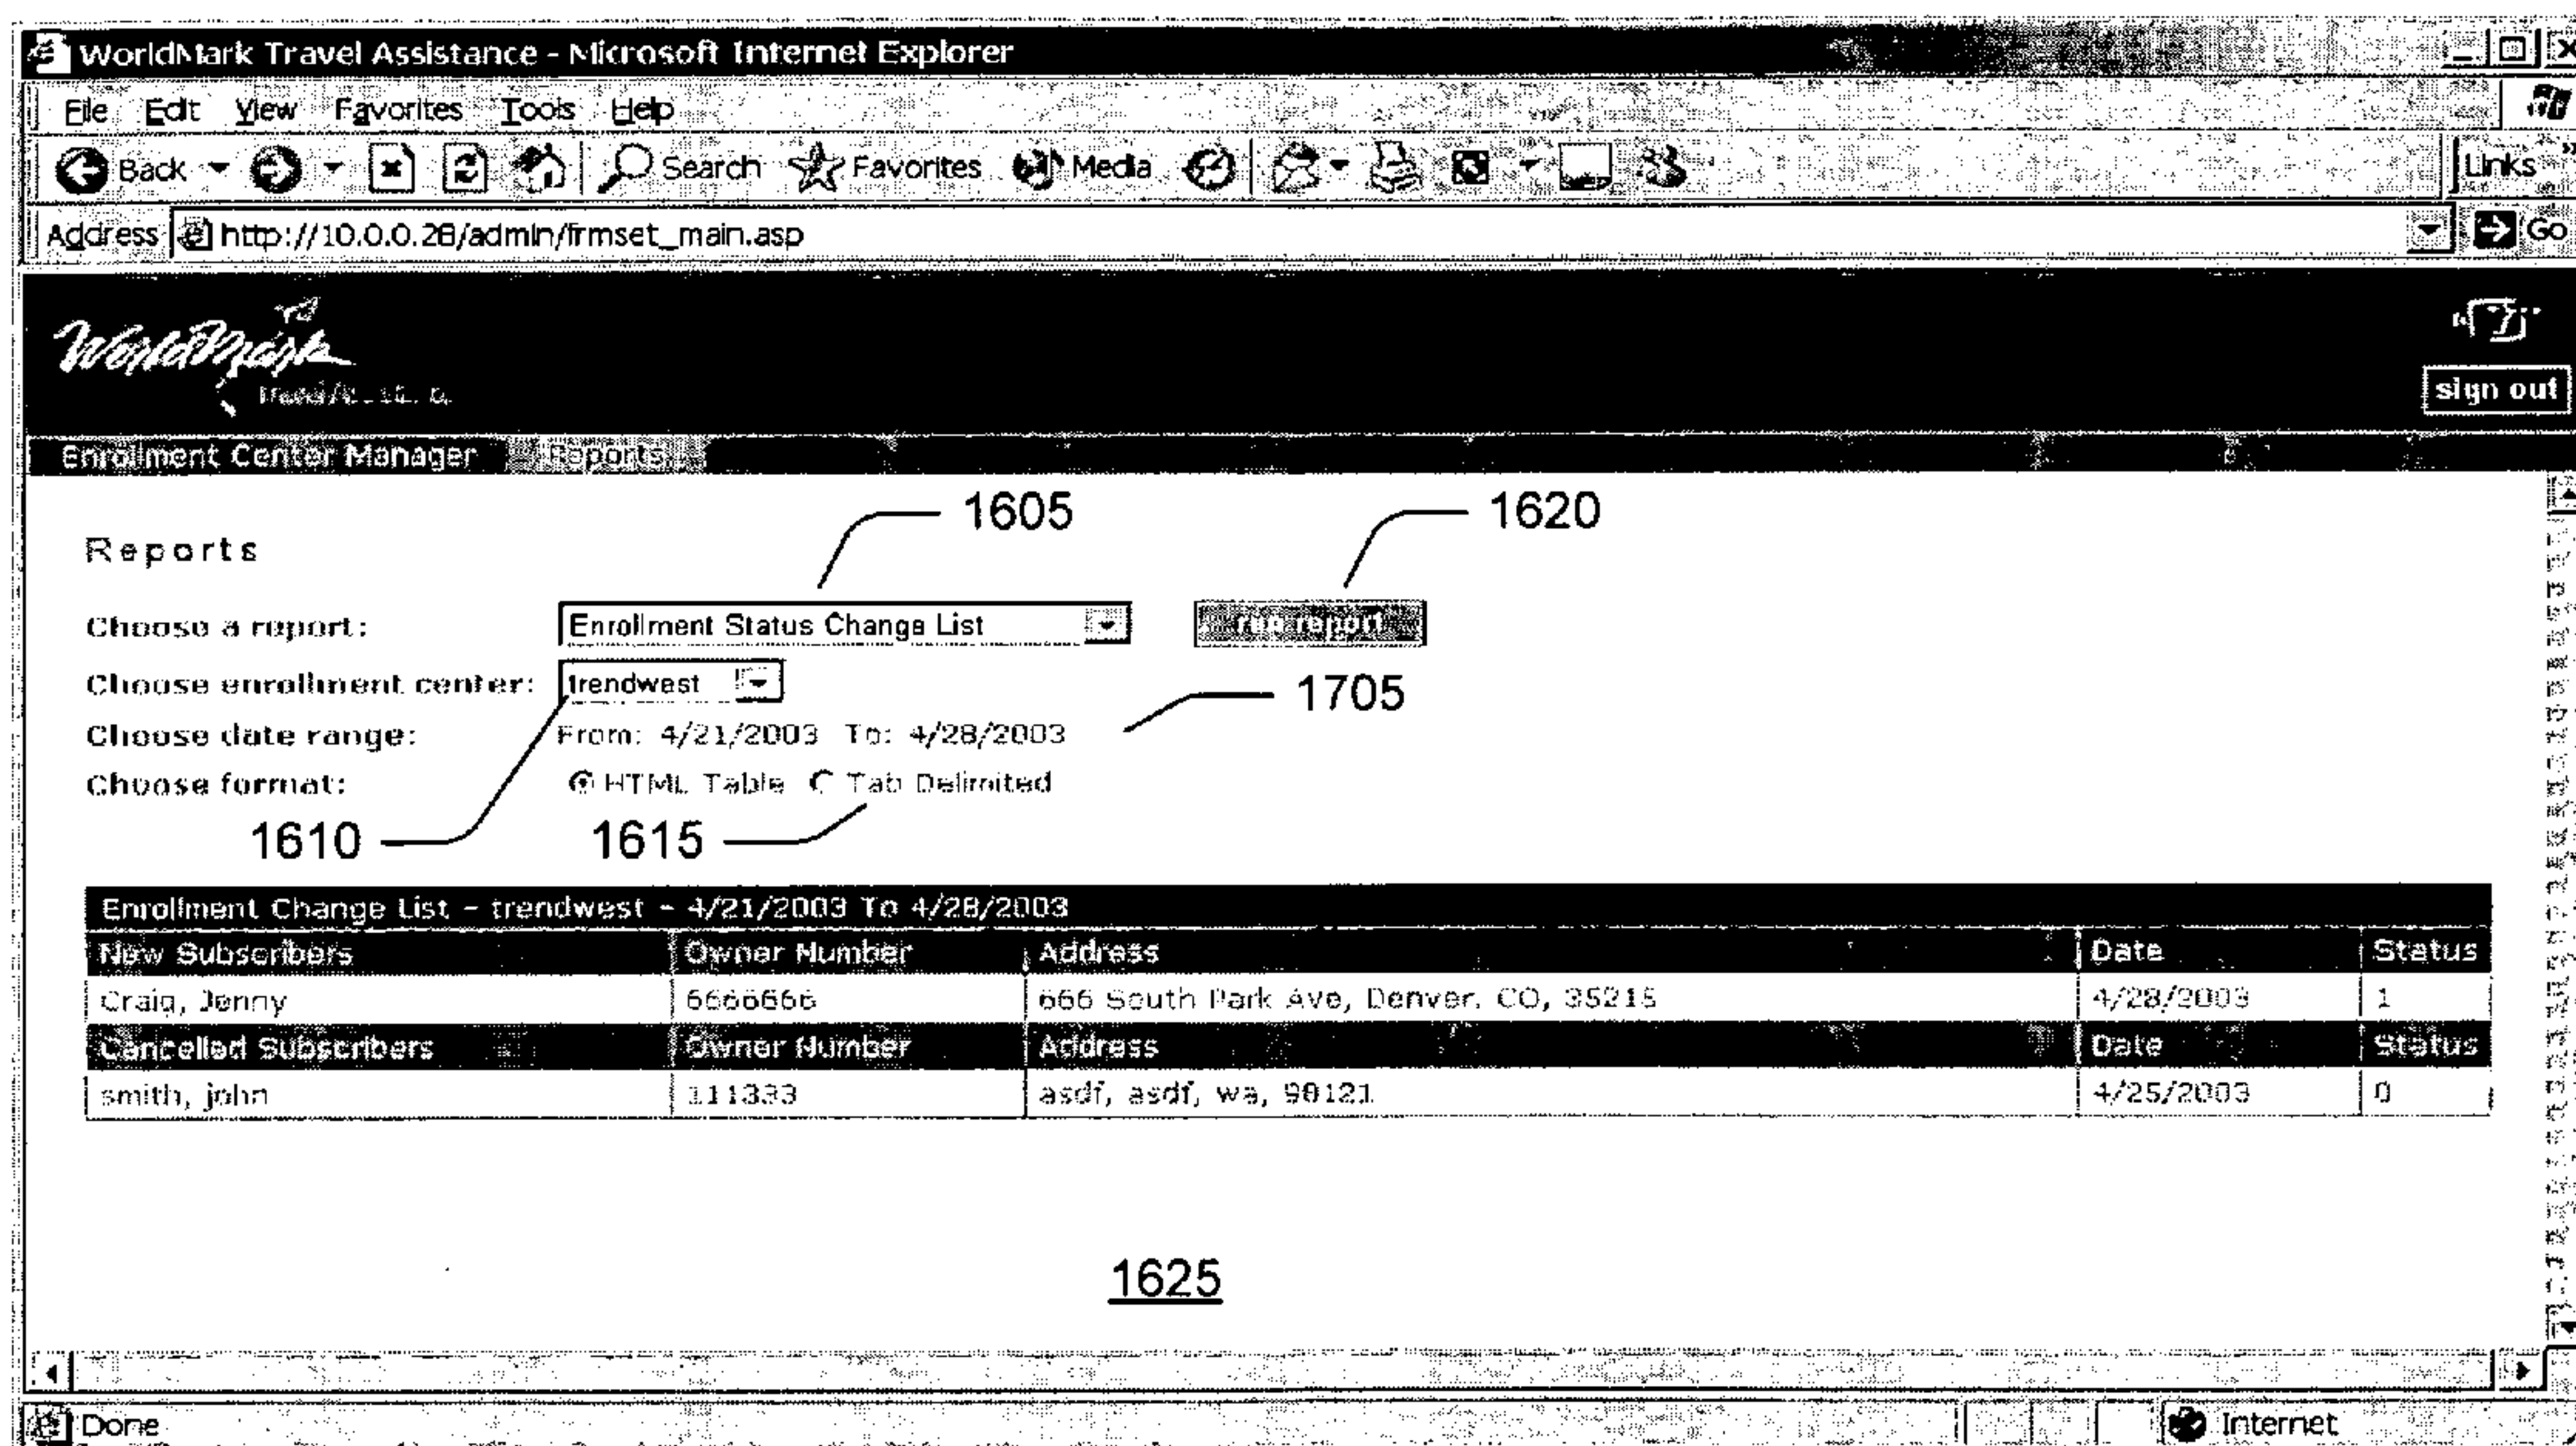 WorldMark Travel Assistance - Microsoft Internet Explorer
File Edit View Favorites Tools Help
Back Search Favorites Media Links
Address http://10.0.0.28/admin/frmset_main.asp Go
WorldMark
sign out
Enrollment Center Manager Reports
1605 1620
Reports
Choose a report: Enrollment Status Change List run report
Choose enrollment center: trendwest
1705
Choose date range: From: 4/21/2003 To: 4/28/2003
Choose format: HTML Table Tab Delimited
1610 1615
Enrollment Change List - trendwest - 4/21/2003 To 4/28/2003
New Subscribers Owner Number Address Date Status
Craig, Jenny 6666666 666 South Park Ave, Denver, CO, 35215 4/28/2003 1
Cancelled Subscribers Owner Number Address Date Status
smith, john 111333 asdf, asdf, wa, 98121 4/25/2003 0
1625
Done Internet